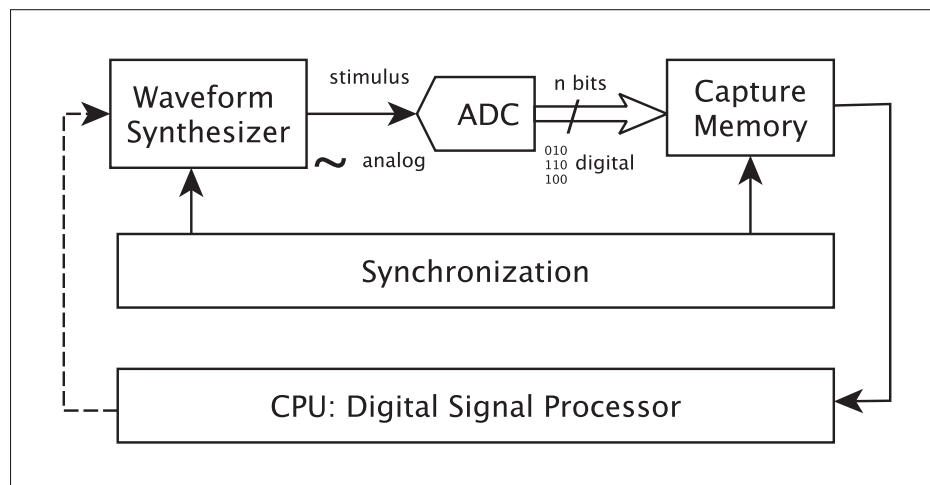 Waveform
Synthesizer
stimulus
~ analog
ADC
n bits
010
110
100
digital
Capture
Memory
Synchronization
CPU: Digital Signal Processor